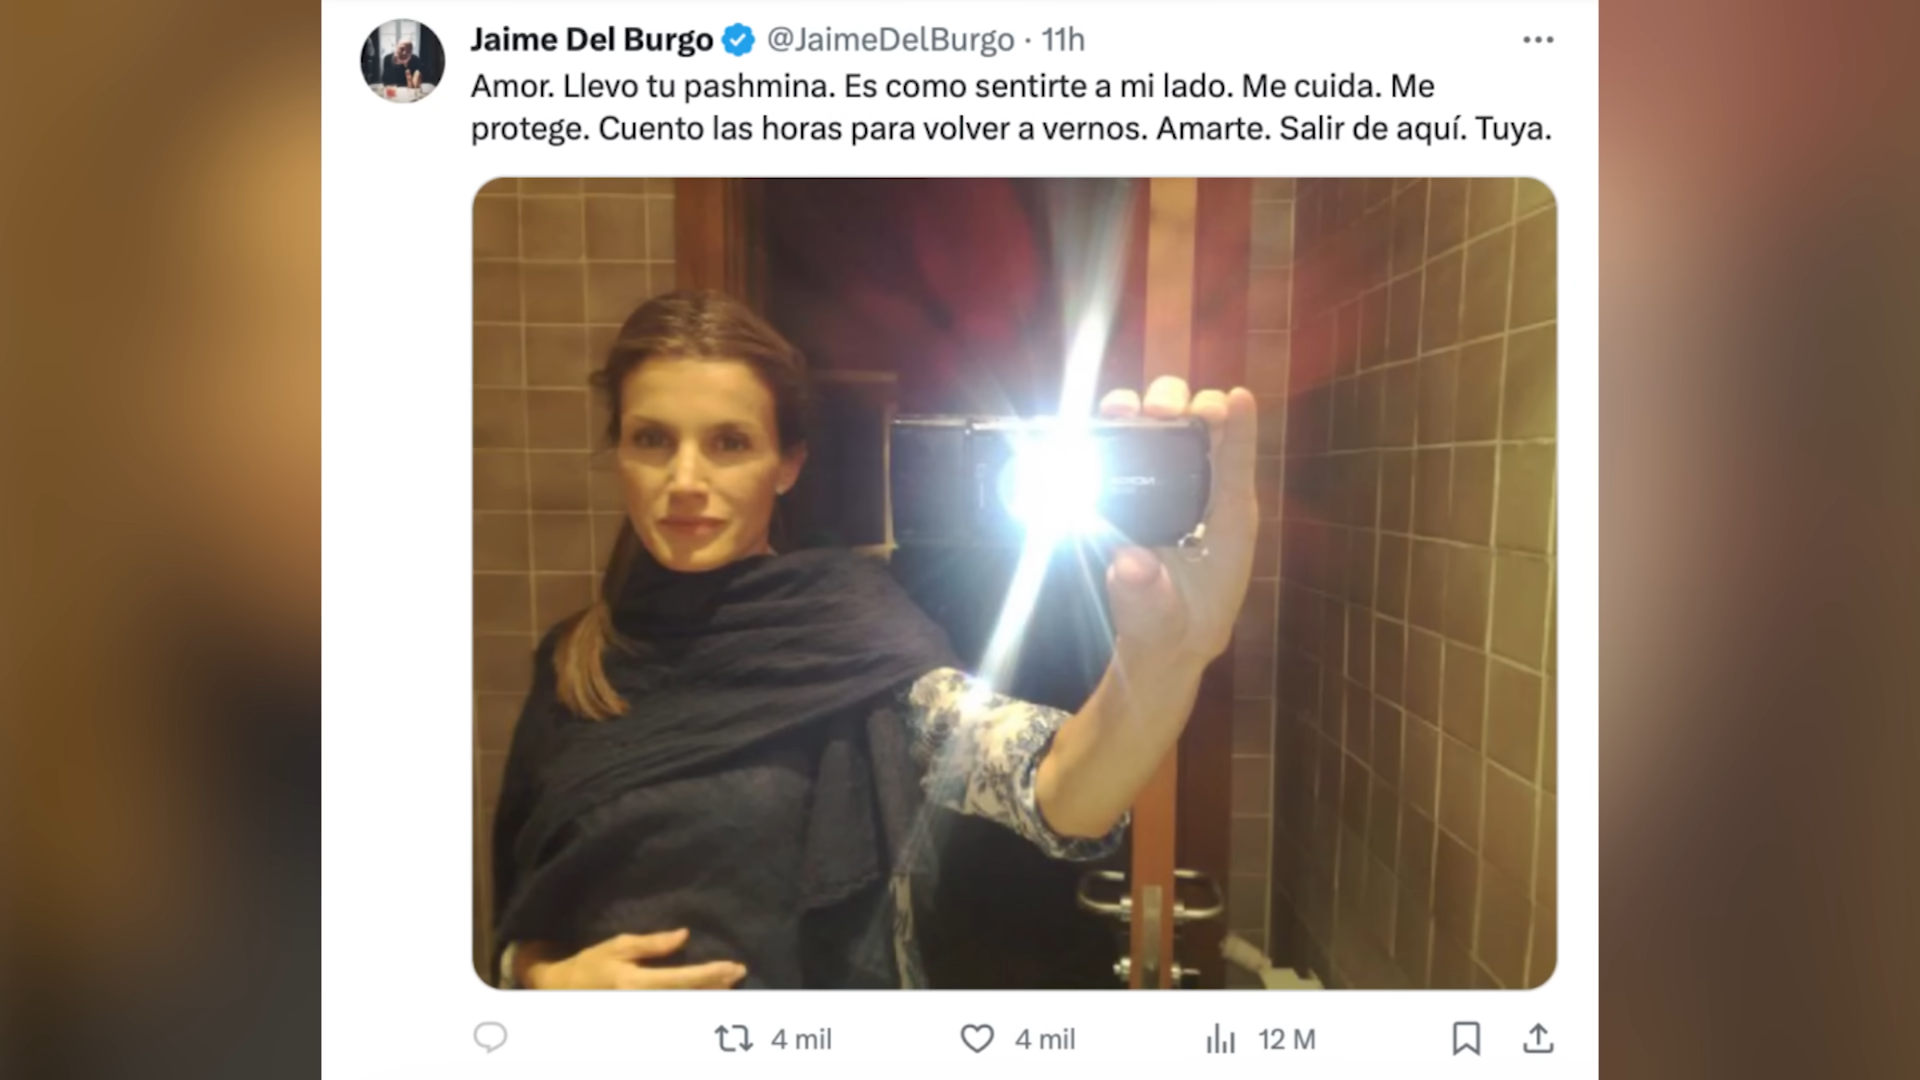 Jaime Del Burgo @JaimeDelBurgo · 11h
Amor. Llevo tu pashmina. Es como sentirte a mi lado. Me cuida. Me
protege. Cuento las horas para volver a vernos. Amarte. Salir de aquí. Tuya.
4 mil 4 mil 12 M